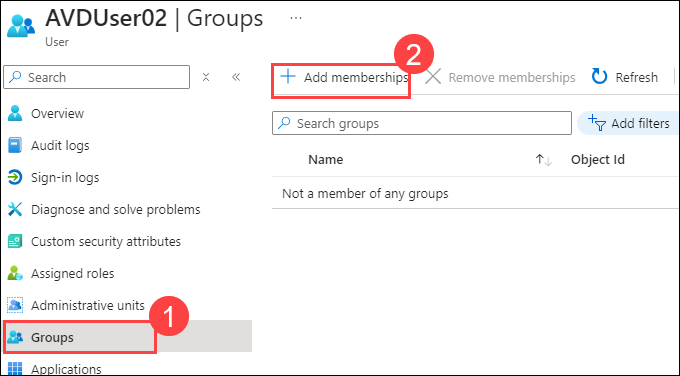 AVDUser02 | Groups ...
User
2
Search
Add memberships
Remove memberships
Refresh
Overview
Audit logs
Sign-in logs
Diagnose and solve problems
Custom security attributes
Assigned roles
Administrative units
1
Groups
Applications
Search groups
Add filters
Name
Object Id
Not a member of any groups